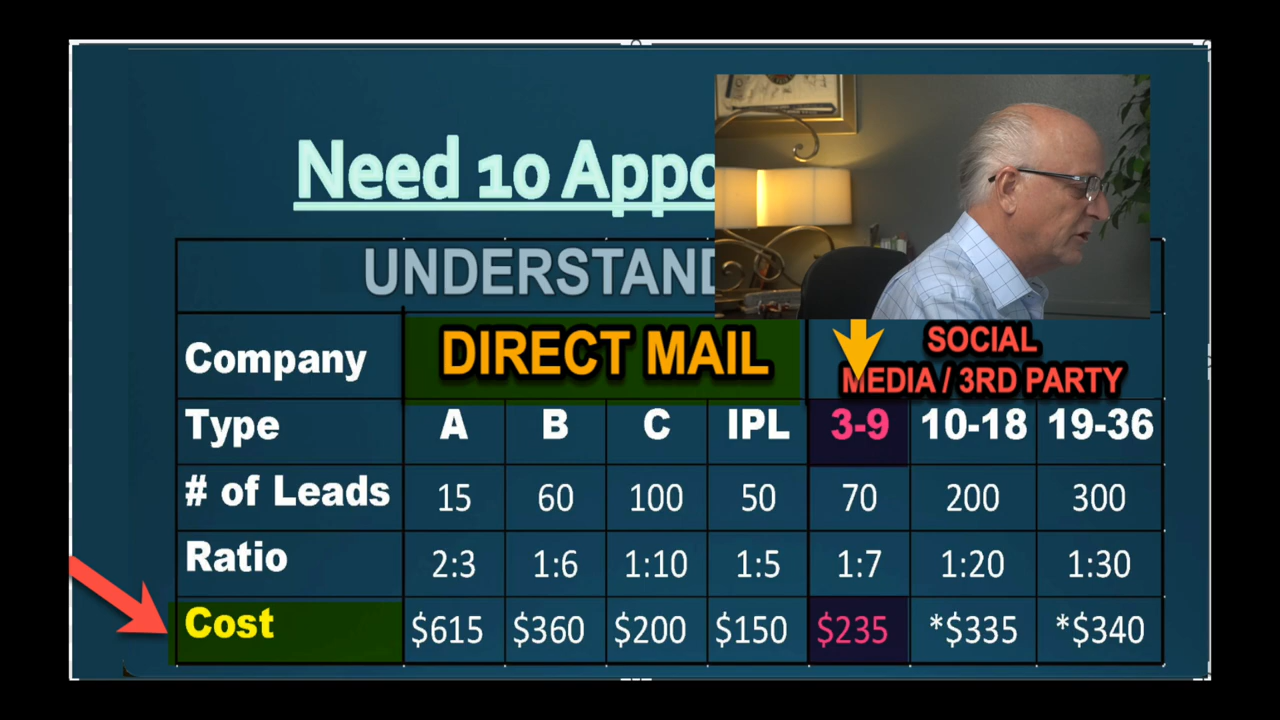 Need 10 Appo
UNDERSTAND
Company DIRECT MAIL SOCIAL
MEDIA / 3RD PARTY
Type A B C IPL 3-9 10-18 19-36
# of Leads 15 60 100 50 70 200 300
Ratio 2:3 1:6 1:10 1:5 1:7 1:20 1:30
Cost $615 $360 $200 $150 $235 *$335 *$340